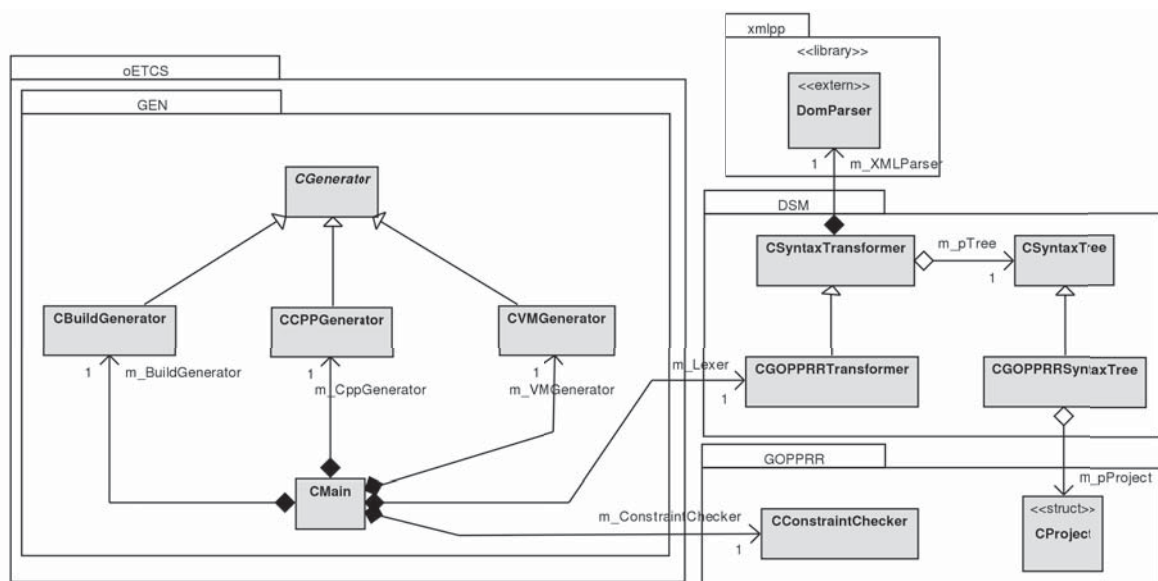 xmlpp
<<library>>
<<extern>>
DomParser
1
m_XMLParser
oETCS
GEN
CGenerator
CBuildGenerator
CCPPGenerator
CVMGenerator
1
m_BuildGenerator
1
m_CppGenerator
1
m_VMGenerator
CMain
DSM
CSyntaxTransformer
m_pTree
1
CSyntaxTree
m_Lexer
1
CGOPPRRTransformer
CGOPPRRSyntaxTree
GOPPRR
m_pProject
m_ConstraintChecker
1
CConstraintChecker
<<struct>>
CProject